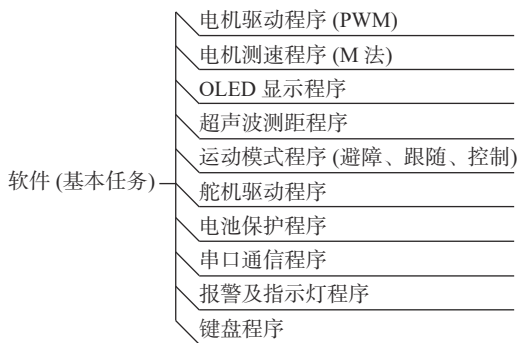 电机驱动程序 (PWM)
电机测速程序 (M 法)
OLED 显示程序
超声波测距程序
运动模式程序 (避障、跟随、控制)
软件 (基本任务)
舵机驱动程序
电池保护程序
串口通信程序
报警及指示灯程序
键盘程序